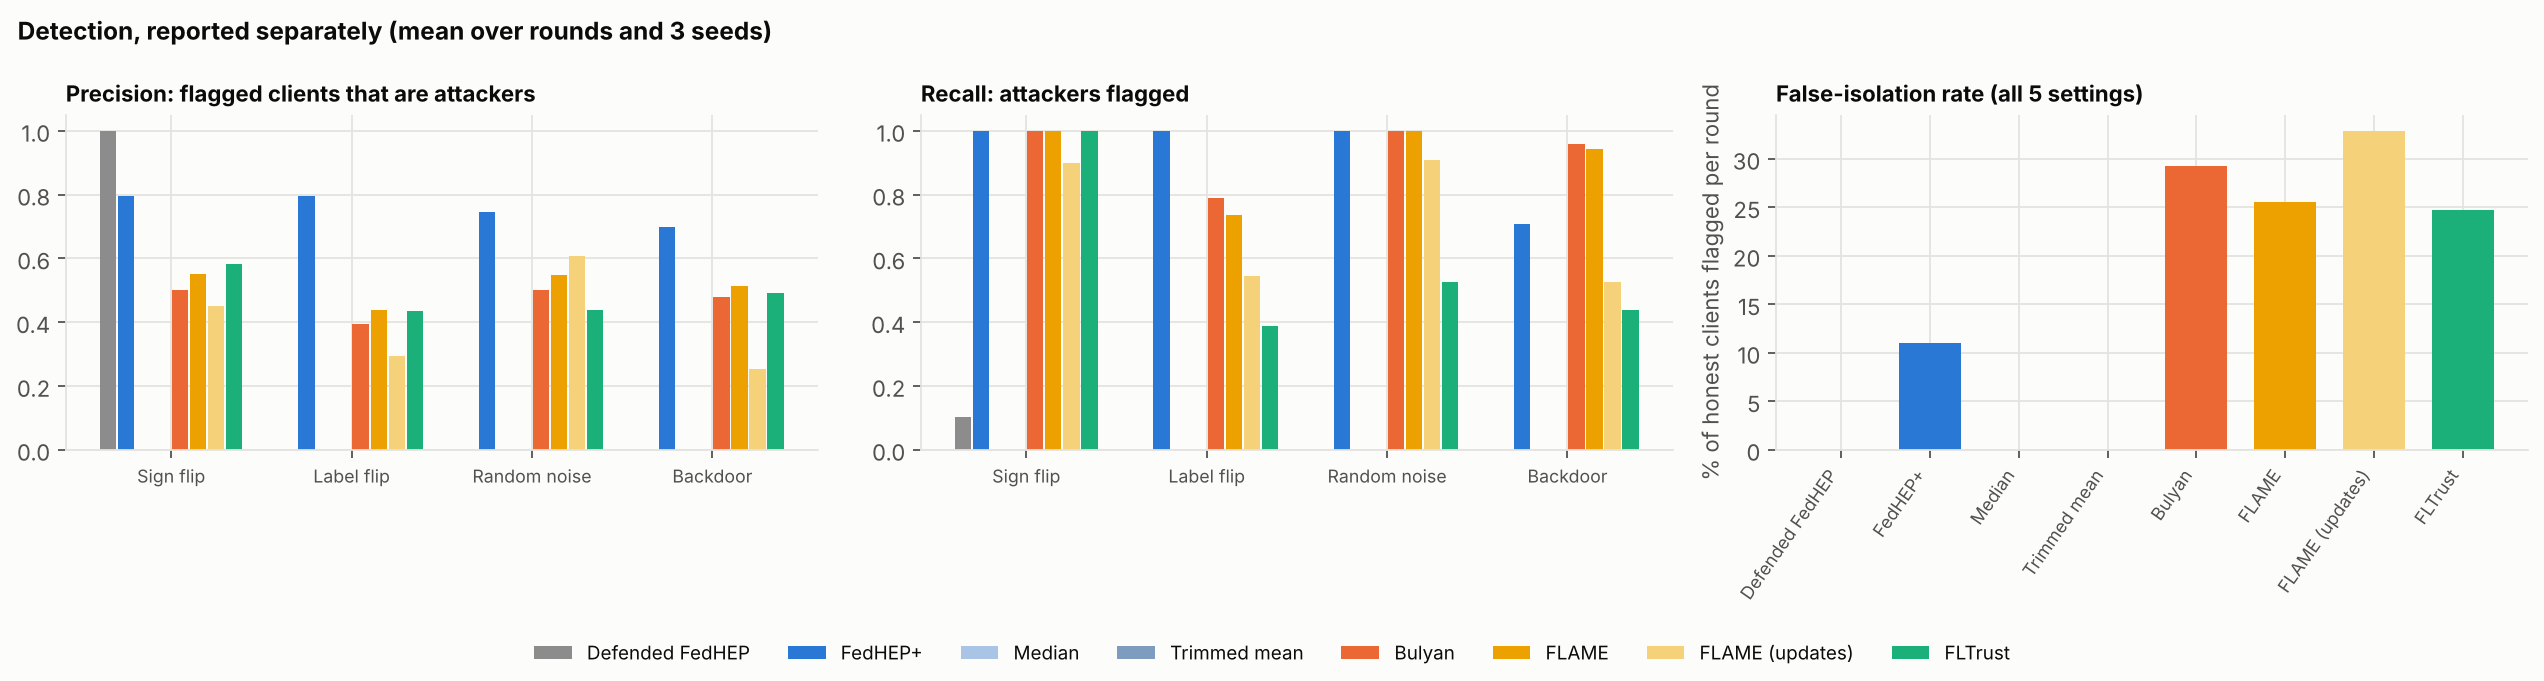 Detection, reported separately (mean over rounds and 3 seeds)
Precision: flagged clients that are attackers
1.0
0.8
0.6
0.4
0.2
0.0
Sign flip
Label flip
Random noise
Backdoor
Recall: attackers flagged
1.0
0.8
0.6
0.4
0.2
0.0
Sign flip
Label flip
Random noise
Backdoor
False-isolation rate (all 5 settings)
% of honest clients flagged per round
30
25
20
15
10
5
0
Defended FedHEP
FedHEP+
Median
Trimmed mean
Bulyan
FLAME
FLAME (updates)
FLTrust
Defended FedHEP
FedHEP+
Median
Trimmed mean
Bulyan
FLAME
FLAME (updates)
FLTrust